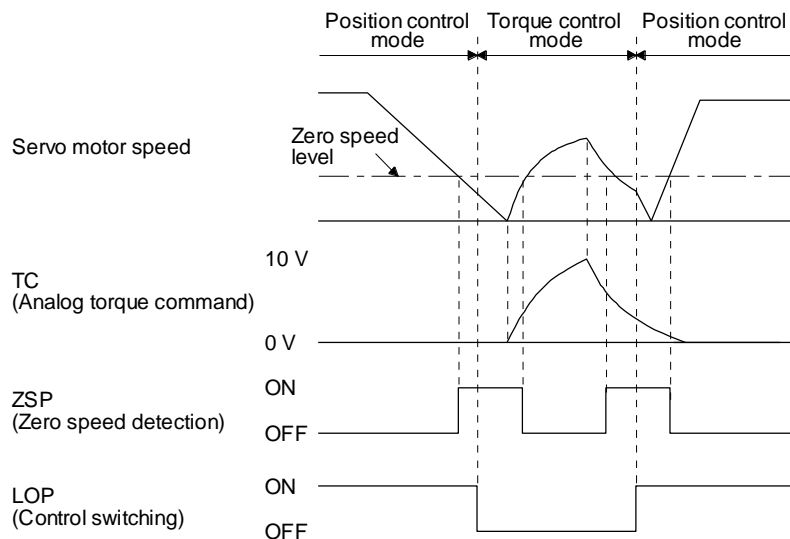 Position control
mode
Torque control
mode
Position control
mode
Servo motor speed
Zero speed
level
10 V
TC
(Analog torque command)
0 V
ON
ZSP
(Zero speed detection)
OFF
ON
LOP
(Control switching)
OFF